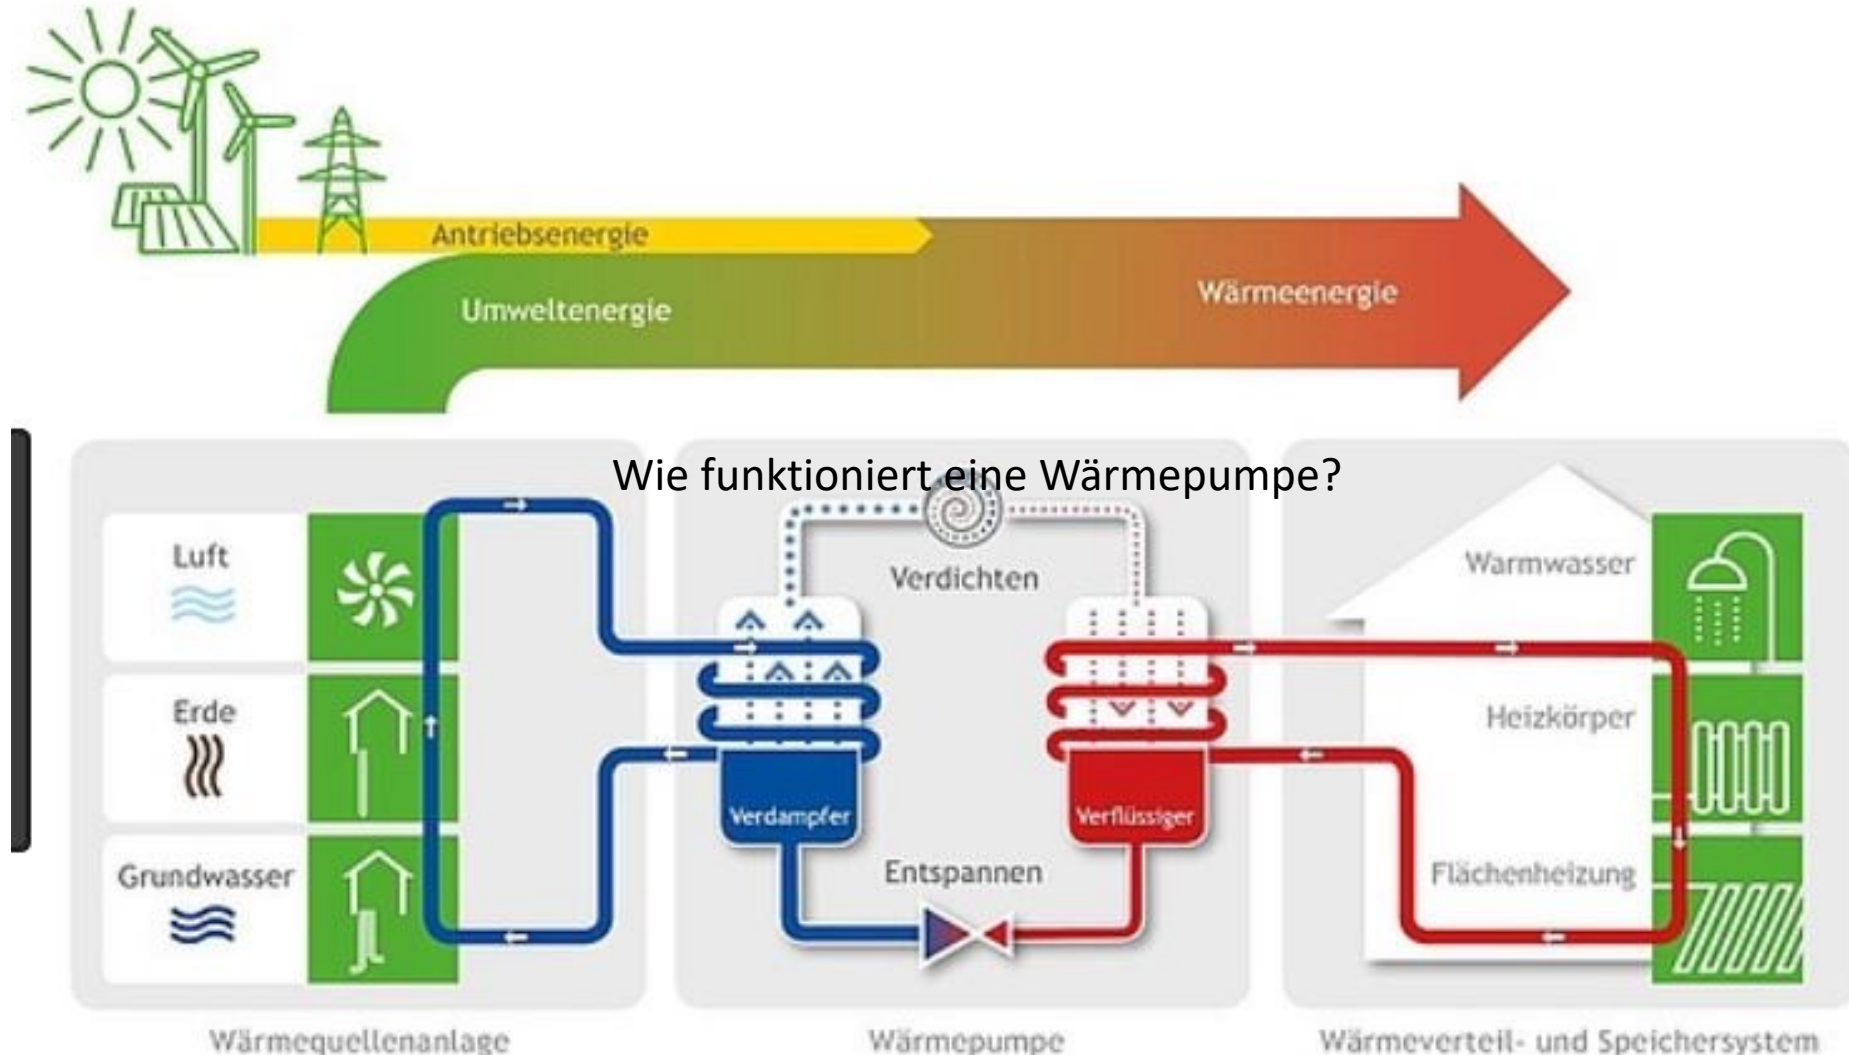 Antriebsenergie
Umweltenergie
Wärmeenergie
Wie funktioniert eine Wärmepumpe?
Luft
Erde
Grundwasser
Verdichten
Verdampfer
Verflüssiger
Entspannen
Warmwasser
Heizkörper
Flächenheizung
Wärmequellenanlage
Wärmepumpe
Wärmeverteil- und Speichersystem